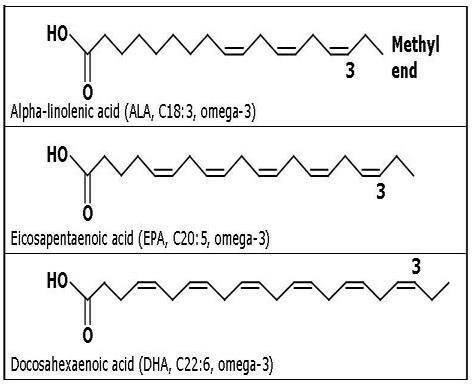 HO
O
3
Methyl
end
Alpha-linolenic acid (ALA, C18:3, omega-3)
HO
O
3
Eicosapentaenoic acid (EPA, C20:5, omega-3)
3
HO
O
Docosahexaenoic acid (DHA, C22:6, omega-3)